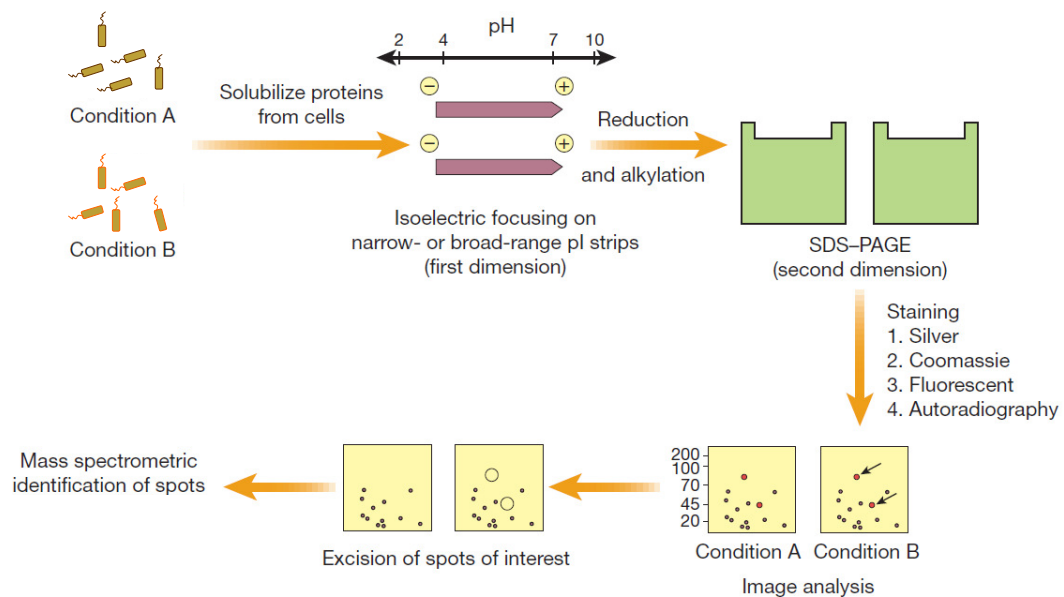 pH
2 4 7 10
Condition A
Solubilize proteins
from cells
− +
− +
Reduction
and alkylation
Condition B
Isoelectric focusing on
narrow- or broad-range pI strips
(first dimension)
SDS–PAGE
(second dimension)
Staining
1. Silver
2. Coomassie
3. Fluorescent
4. Autoradiography
200
100
70
45
20
Condition A Condition B
Image analysis
Excision of spots of interest
Mass spectrometric
identification of spots